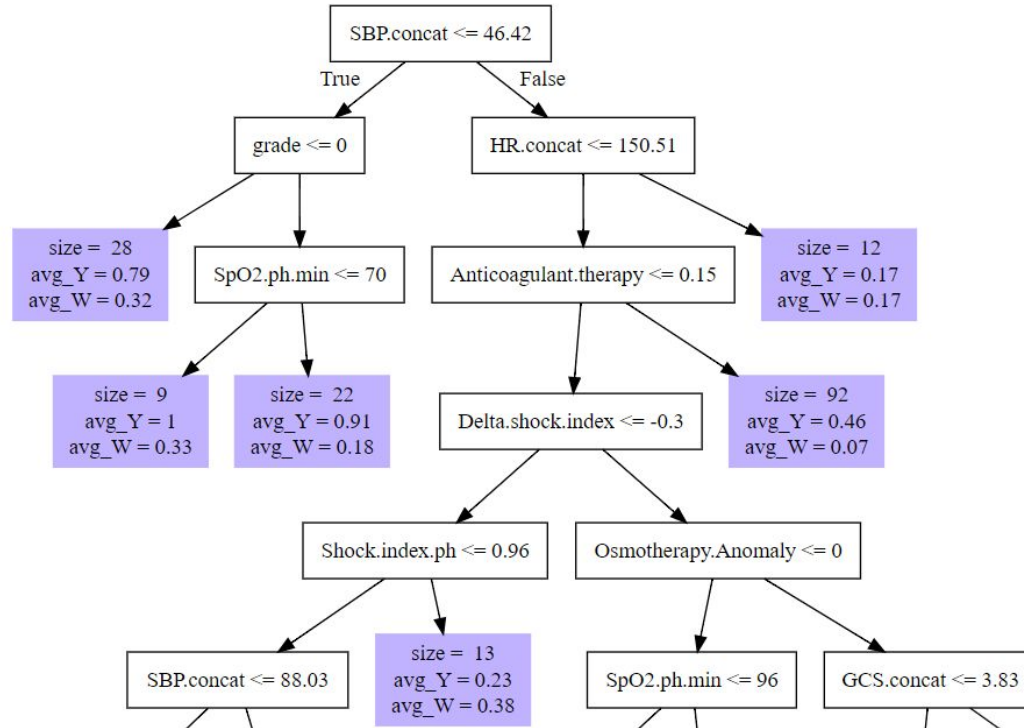 SBP.concat <= 46.42
True
False
grade <= 0
HR.concat <= 150.51
size = 28
avg_Y = 0.79
avg_W = 0.32
SpO2.ph.min <= 70
Anticoagulant.therapy <= 0.15
size = 12
avg_Y = 0.17
avg_W = 0.17
size = 9
avg_Y = 1
avg_W = 0.33
size = 22
avg_Y = 0.91
avg_W = 0.18
Delta.shock.index <= -0.3
size = 92
avg_Y = 0.46
avg_W = 0.07
Shock.index.ph <= 0.96
Osmotherapy.Anomaly <= 0
SBP.concat <= 88.03
size = 13
avg_Y = 0.23
avg_W = 0.38
SpO2.ph.min <= 96
GCS.concat <= 3.83